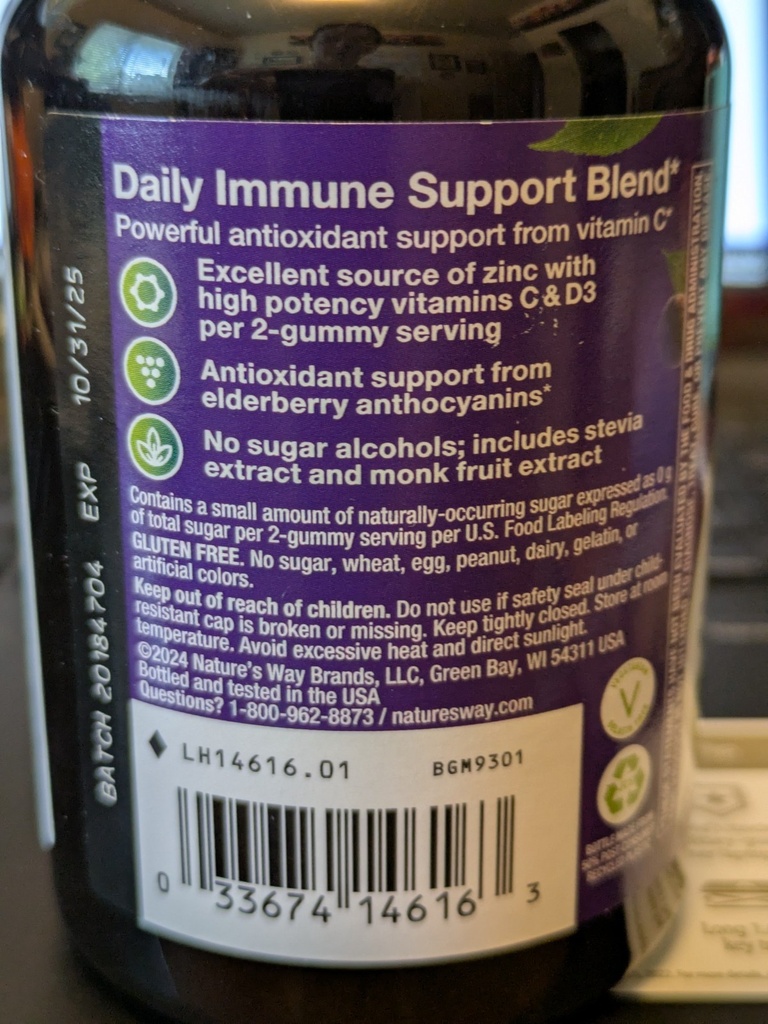 Daily Immune Support Blend*
Powerful antioxidant support from vitamin C*
Excellent source of zinc with
high potency vitamins C & D3
per 2-gummy serving
Antioxidant support from
elderberry anthocyanins*
No sugar alcohols; includes stevia
extract and monk fruit extract
Contains a small amount of naturally-occurring sugar expressed as 0 g
of total sugar per 2-gummy serving per U.S. Food Labeling Regulation.
GLUTEN FREE. No sugar, wheat, egg, peanut, dairy, gelatin, or
artificial colors.
Keep out of reach of children. Do not use if safety seal under child-
resistant cap is broken or missing. Keep tightly closed. Store at room
temperature. Avoid excessive heat and direct sunlight.
©2024 Nature's Way Brands, LLC, Green Bay, WI 54311 USA
Bottled and tested in the USA
Questions? 1-800-962-8873 / naturesway.com
LH14616.01 BGM9301
0 33674 14616 3
BATCH 20184704 EXP 10/31/25
EVALUATED BY THE FOOD & DRUG ADMINISTRATION.
V